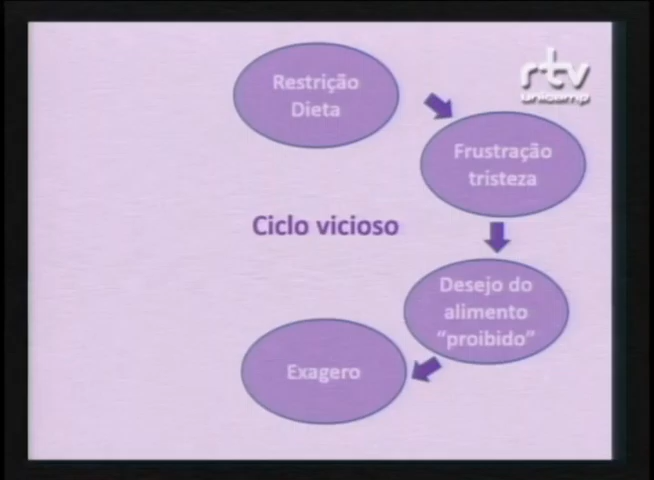 Restrição
Dieta
rtv
unicamp
Frustração
tristeza
Ciclo vicioso
Desejo do
alimento
“proibido”
Exagero